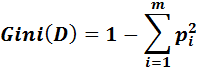 Gini(D) = 1 − ∑_{i=1}^{m} p_i^2